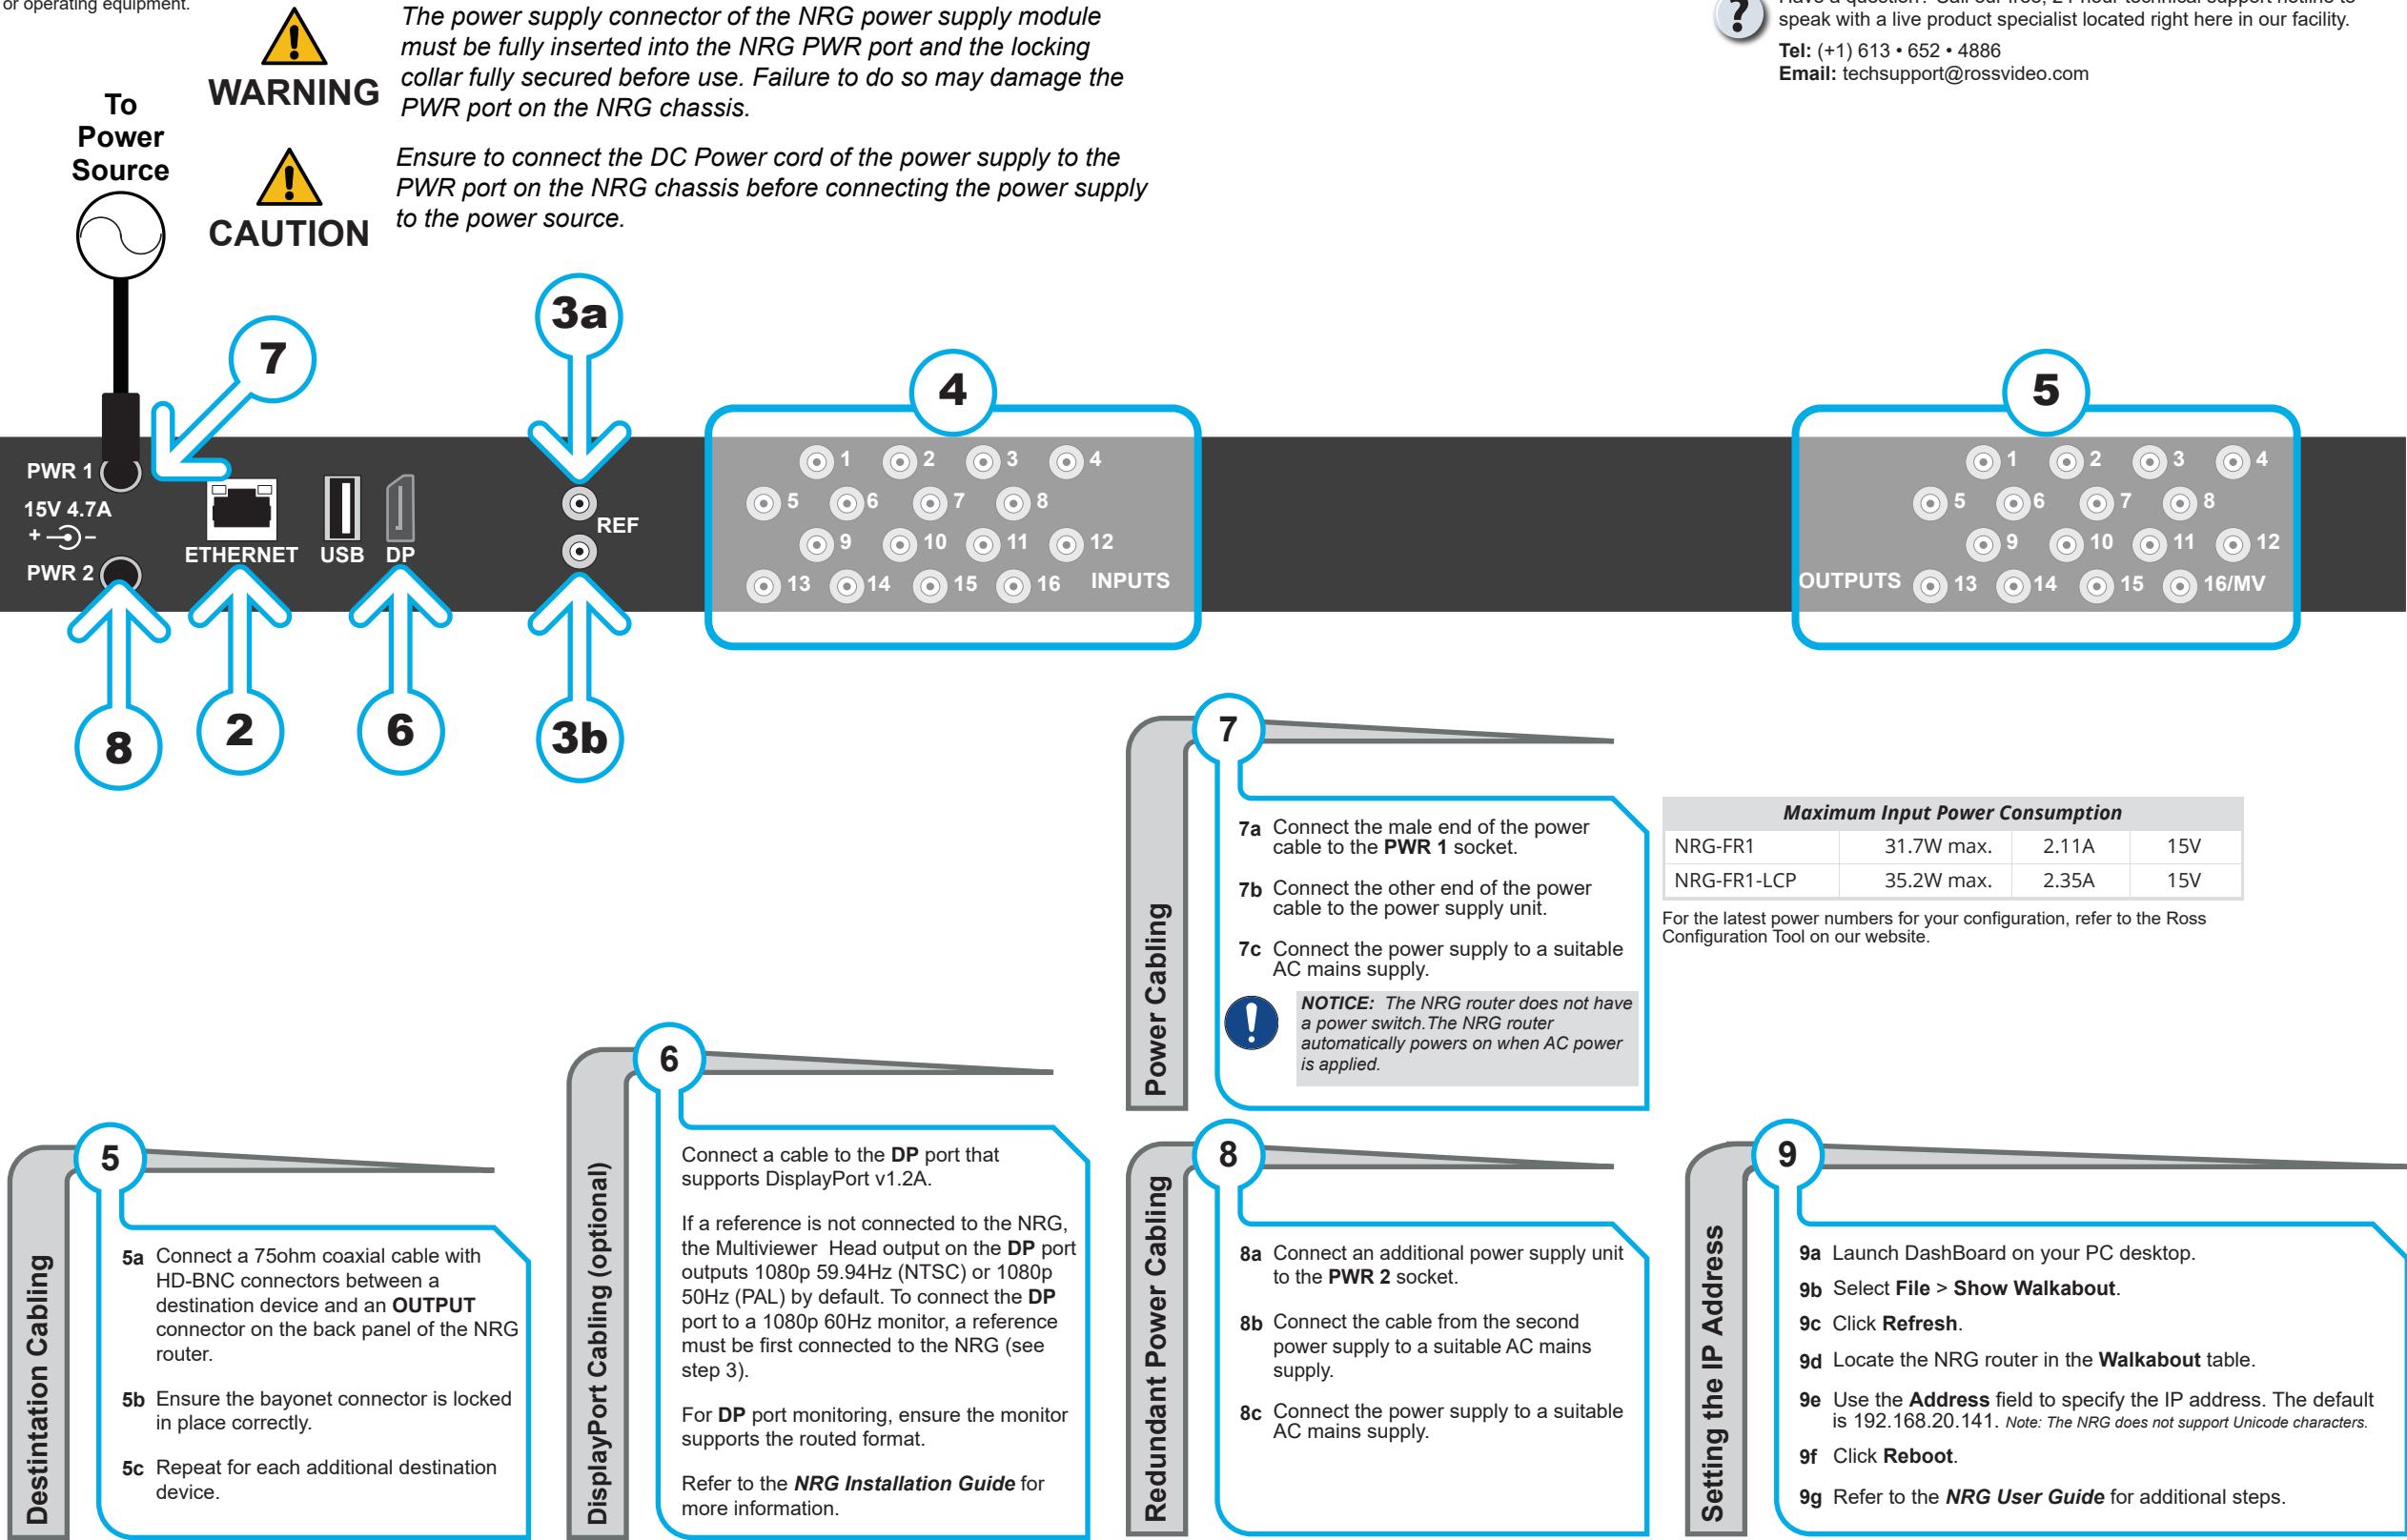 or operating equipment.
WARNING
The power supply connector of the NRG power supply module
must be fully inserted into the NRG PWR port and the locking
collar fully secured before use. Failure to do so may damage the
PWR port on the NRG chassis.
CAUTION
Ensure to connect the DC Power cord of the power supply to the
PWR port on the NRG chassis before connecting the power supply
to the power source.
?
speak with a live product specialist located right here in our facility.
Tel: (+1) 613 • 652 • 4886
Email: techsupport@rossvideo.com
To
Power
Source
7
3a
4
5
PWR 1
15V 4.7A
+ –
PWR 2
ETHERNET
USB
DP
REF
1 2 3 4
5 6 7 8
9 10 11 12
13 14 15 16 INPUTS
1 2 3 4
5 6 7 8
9 10 11 12
OUTPUTS 13 14 15 16/MV
8
2
6
3b
Destintation Cabling
5
5a Connect a 75ohm coaxial cable with
HD-BNC connectors between a
destination device and an OUTPUT
connector on the back panel of the NRG
router.
5b Ensure the bayonet connector is locked
in place correctly.
5c Repeat for each additional destination
device.
DisplayPort Cabling (optional)
6
Connect a cable to the DP port that
supports DisplayPort v1.2A.
If a reference is not connected to the NRG,
the Multiviewer Head output on the DP port
outputs 1080p 59.94Hz (NTSC) or 1080p
50Hz (PAL) by default. To connect the DP
port to a 1080p 60Hz monitor, a reference
must be first connected to the NRG (see
step 3).
For DP port monitoring, ensure the monitor
supports the routed format.
Refer to the NRG Installation Guide for
more information.
Power Cabling
7
7a Connect the male end of the power
cable to the PWR 1 socket.
7b Connect the other end of the power
cable to the power supply unit.
7c Connect the power supply to a suitable
AC mains supply.
NOTICE: The NRG router does not have
a power switch.The NRG router
automatically powers on when AC power
is applied.
Maximum Input Power Consumption
NRG-FR1 31.7W max. 2.11A 15V
NRG-FR1-LCP 35.2W max. 2.35A 15V
For the latest power numbers for your configuration, refer to the Ross
Configuration Tool on our website.
Redundant Power Cabling
8
8a Connect an additional power supply unit
to the PWR 2 socket.
8b Connect the cable from the second
power supply to a suitable AC mains
supply.
8c Connect the power supply to a suitable
AC mains supply.
Setting the IP Address
9
9a Launch DashBoard on your PC desktop.
9b Select File > Show Walkabout.
9c Click Refresh.
9d Locate the NRG router in the Walkabout table.
9e Use the Address field to specify the IP address. The default
is 192.168.20.141. Note: The NRG does not support Unicode characters.
9f Click Reboot.
9g Refer to the NRG User Guide for additional steps.